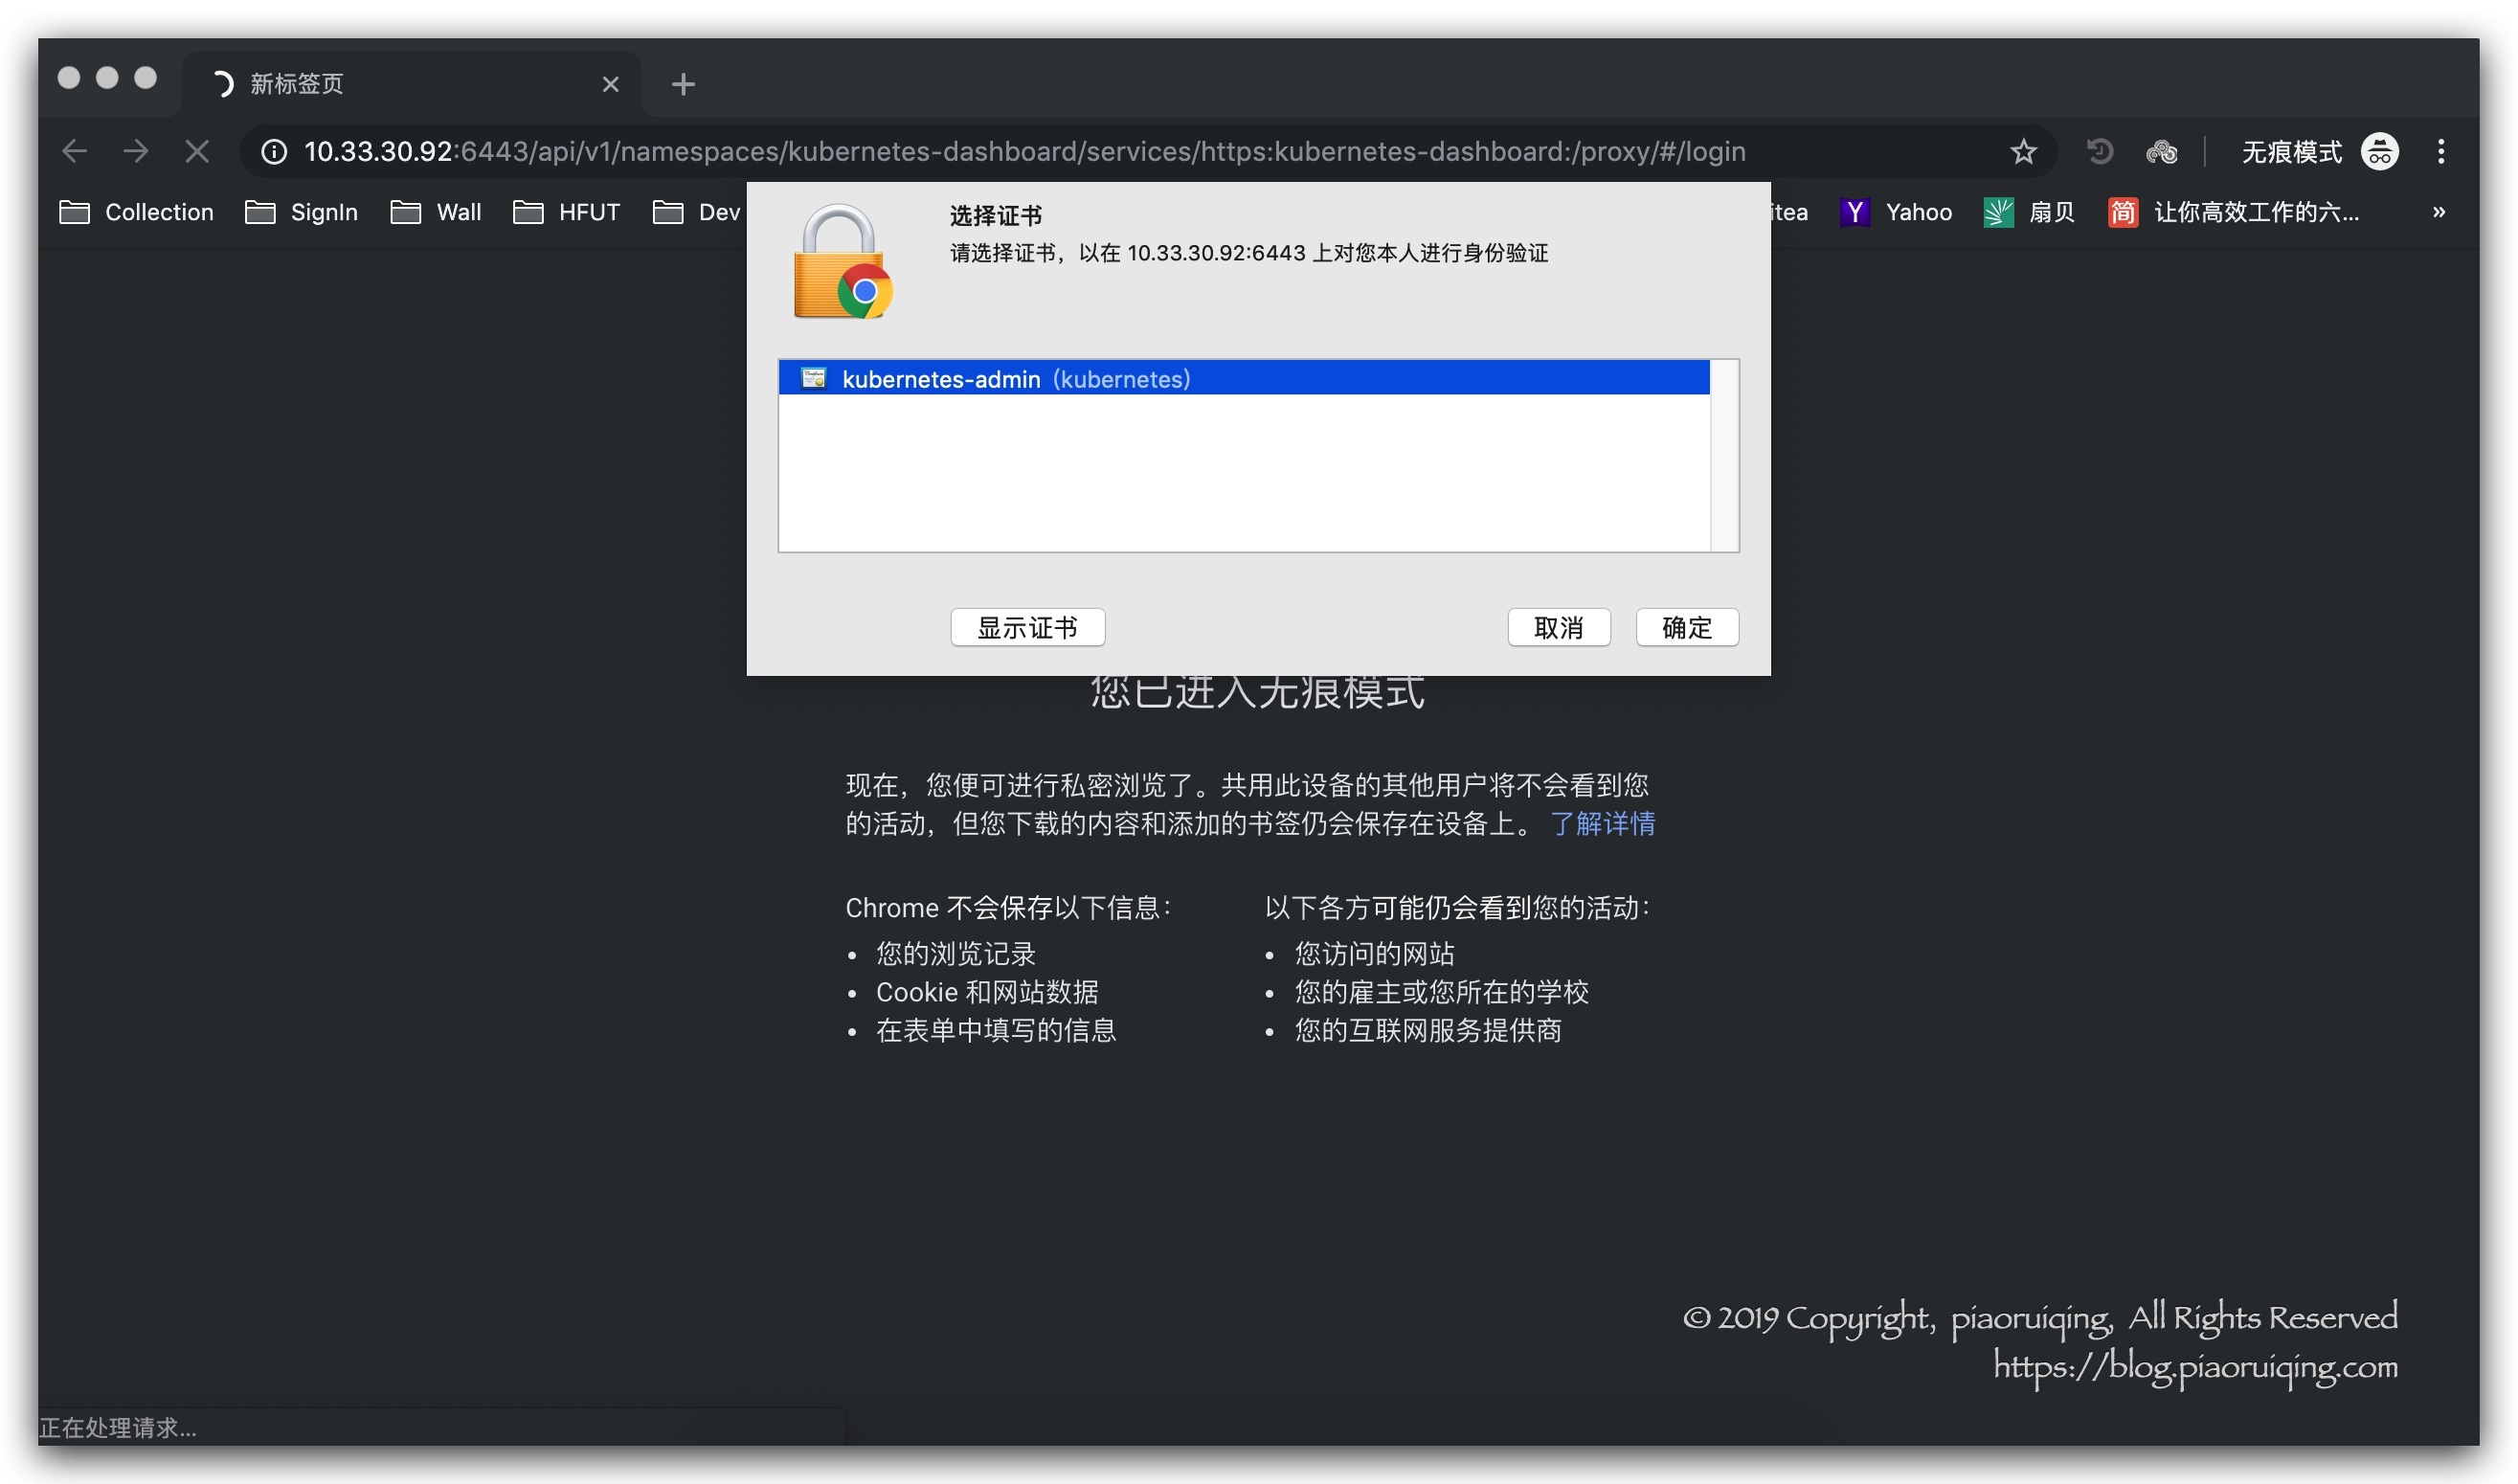 新标签页
10.33.30.92:6443/api/v1/namespaces/kubernetes-dashboard/services/https:kubernetes-dashboard:/proxy/#/login
无痕模式
Collection SignIn Wall HFUT Dev itea Yahoo 扇贝 简 让你高效工作的六... »
选择证书
请选择证书，以在 10.33.30.92:6443 上对您本人进行身份验证
kubernetes-admin (kubernetes)
显示证书 取消 确定
您已进入无痕模式
现在，您便可进行私密浏览了。共用此设备的其他用户将不会看到您
的活动，但您下载的内容和添加的书签仍会保存在设备上。 了解详情
Chrome 不会保存以下信息：
• 您的浏览记录
• Cookie 和网站数据
• 在表单中填写的信息
以下各方可能仍会看到您的活动：
• 您访问的网站
• 您的雇主或您所在的学校
• 您的互联网服务提供商
© 2019 Copyright, piaoruiqing, All Rights Reserved
https://blog.piaoruiqing.com
正在处理请求...